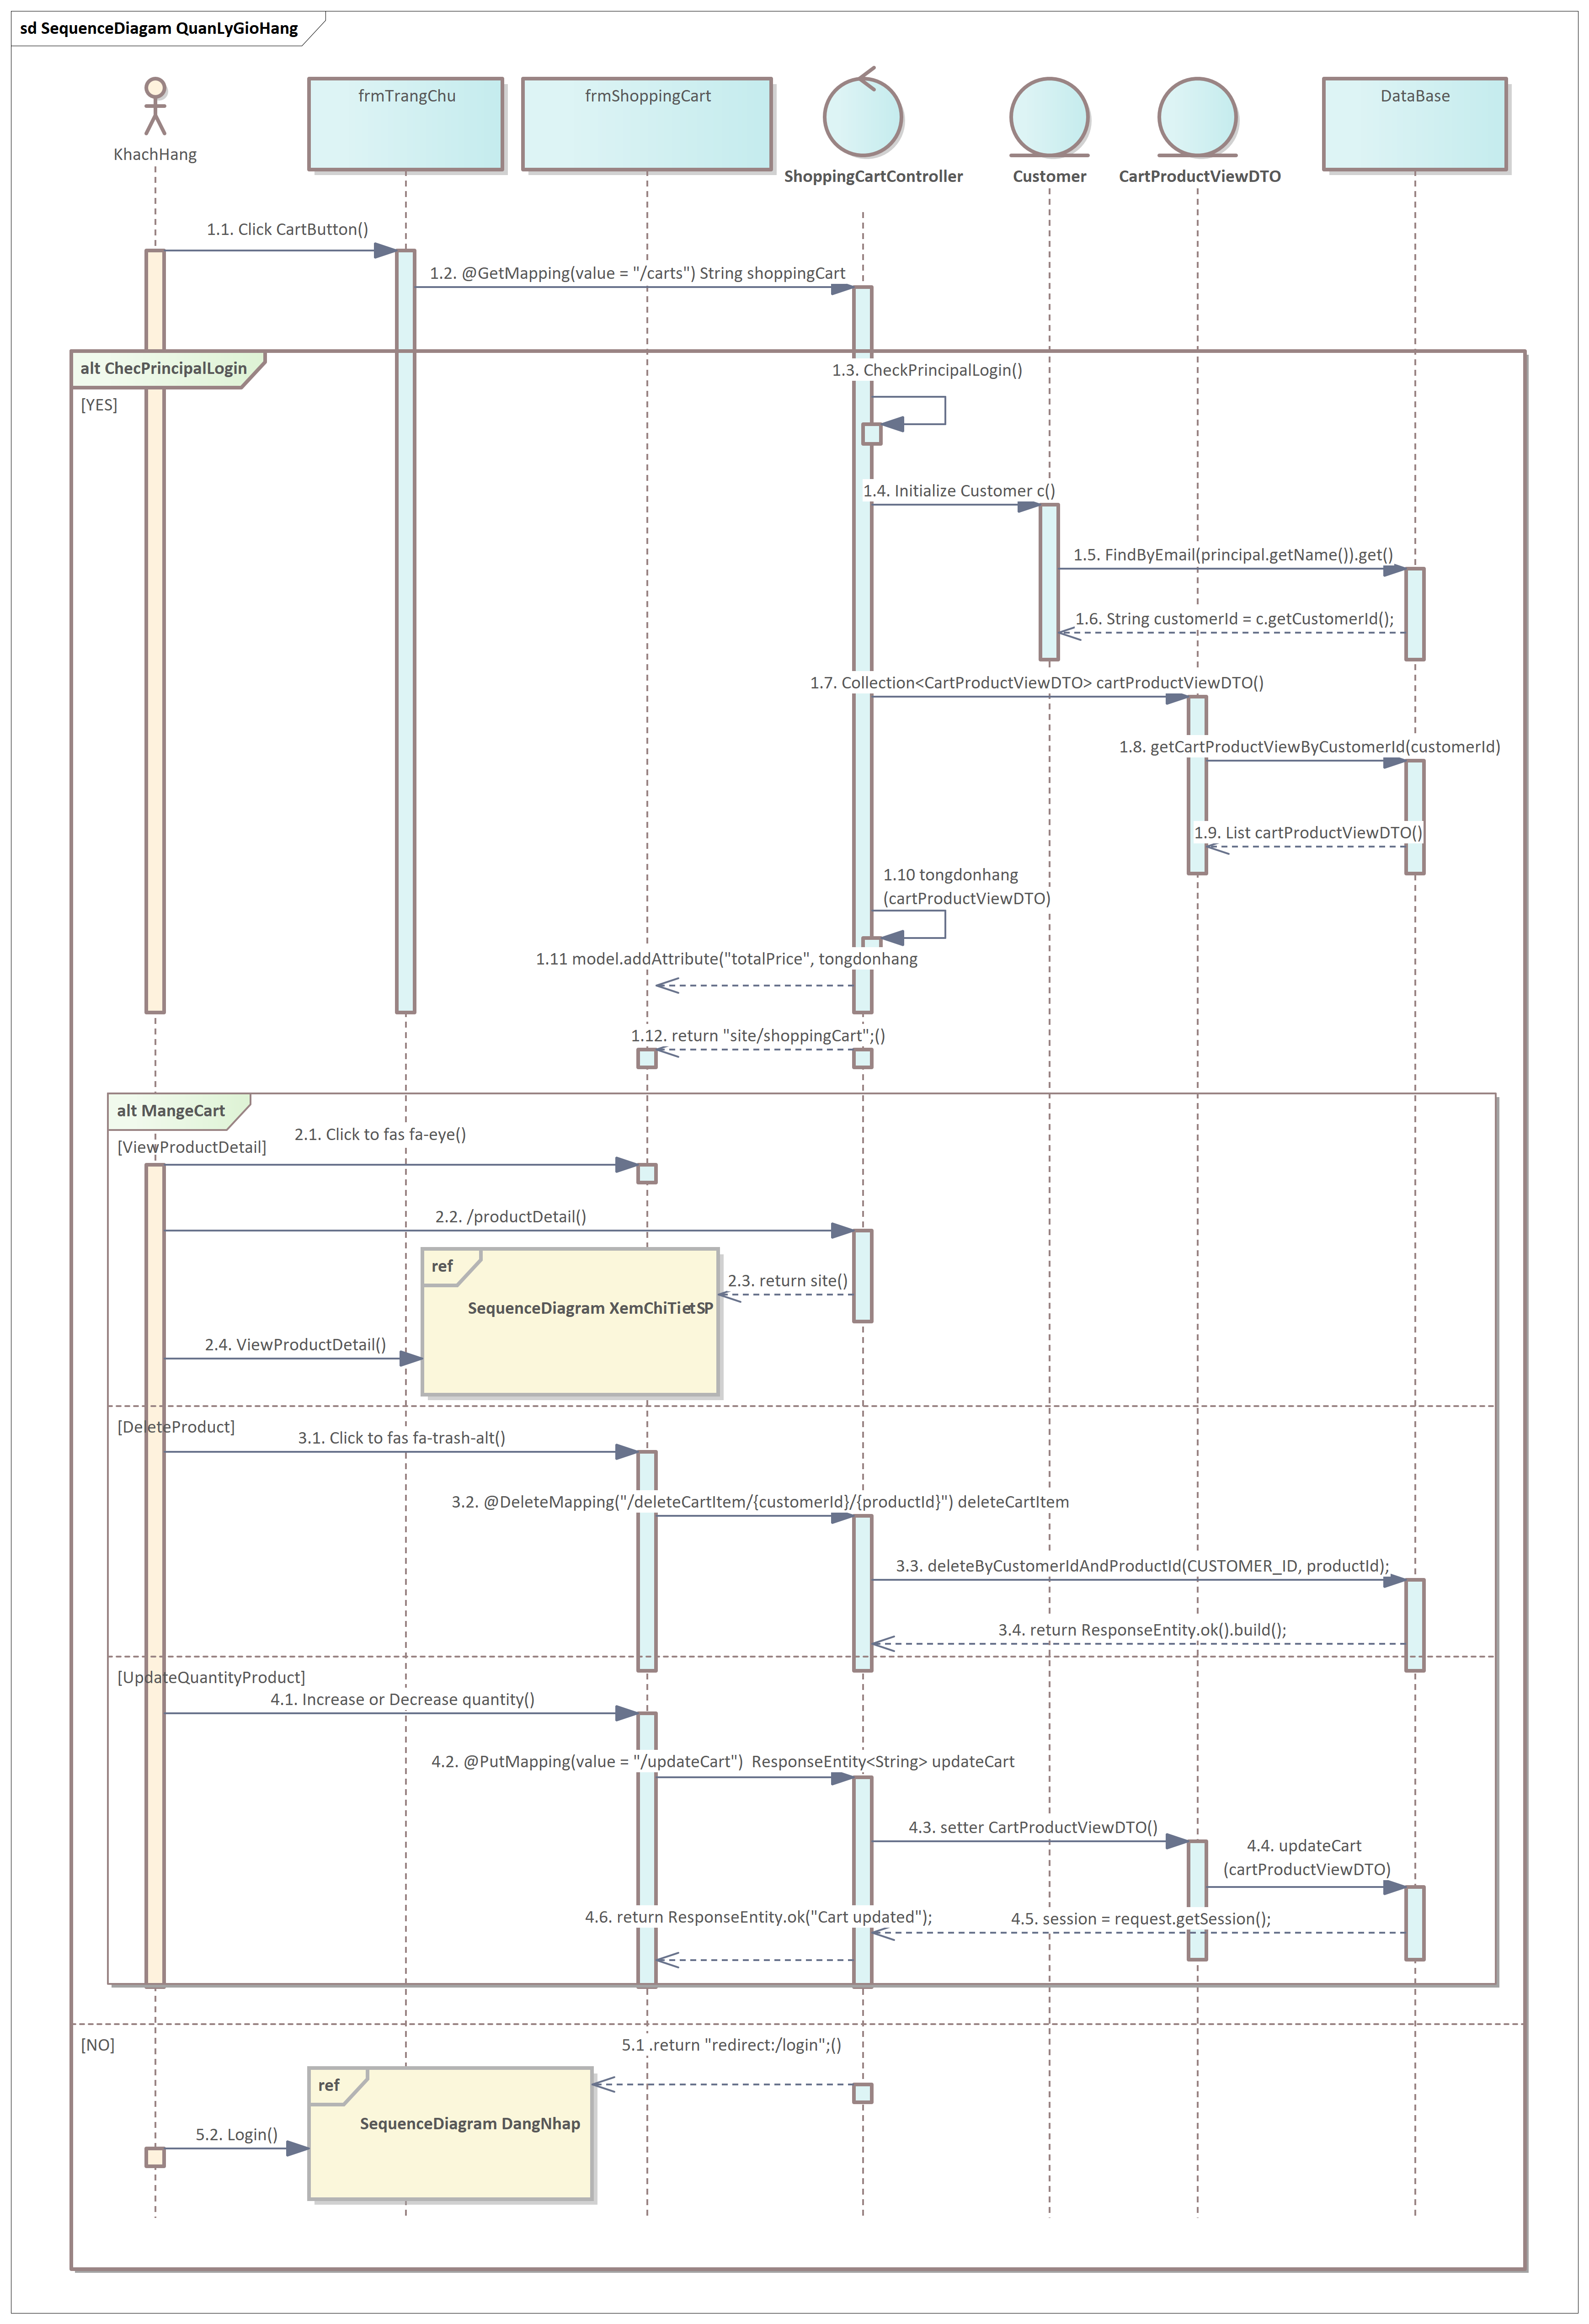 sd SequenceDiagam QuanLyGioHang
KhachHang
frmTrangChu
frmShoppingCart
ShoppingCartController
Customer
CartProductViewDTO
DataBase
1.1. Click CartButton()
1.2. @GetMapping(value = "/carts") String shoppingCart
alt ChecPrincipalLogin
[YES]
1.3. CheckPrincipalLogin()
1.4. Initialize Customer c()
1.5. FindByEmail(principal.getName()).get()
1.6. String customerId = c.getCustomerId();
1.7. Collection<CartProductViewDTO> cartProductViewDTO()
1.8. getCartProductViewByCustomerId(customerId)
1.9. List cartProductViewDTO()
1.10 tongdonhang
(cartProductViewDTO)
1.11 model.addAttribute("totalPrice", tongdonhang
1.12. return "site/shoppingCart";()
alt MangeCart
[ViewProductDetail]
2.1. Click to fas fa-eye()
2.2. /productDetail()
ref
SequenceDiagram XemChiTietSP
2.3. return site()
2.4. ViewProductDetail()
[DeleteProduct]
3.1. Click to fas fa-trash-alt()
3.2. @DeleteMapping("/deleteCartItem/{customerId}/{productId}") deleteCartItem
3.3. deleteByCustomerIdAndProductId(CUSTOMER_ID, productId);
3.4. return ResponseEntity.ok().build();
[UpdateQuantityProduct]
4.1. Increase or Decrease quantity()
4.2. @PutMapping(value = "/updateCart")  ResponseEntity<String> updateCart
4.3. setter CartProductViewDTO()
4.4. updateCart
(cartProductViewDTO)
4.6. return ResponseEntity.ok("Cart updated");
4.5. session = request.getSession();
[NO]
5.1 .return "redirect:/login";()
ref
SequenceDiagram DangNhap
5.2. Login()